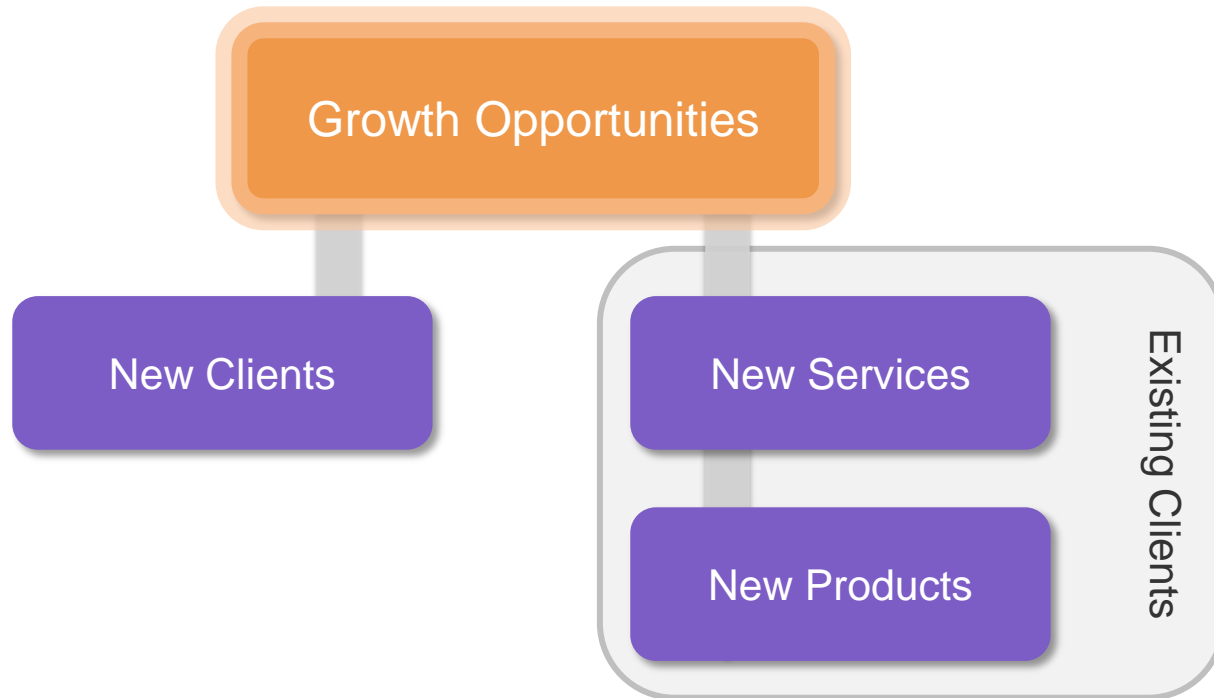 Growth Opportunities
New Clients
New Services
New Products
Existing Clients